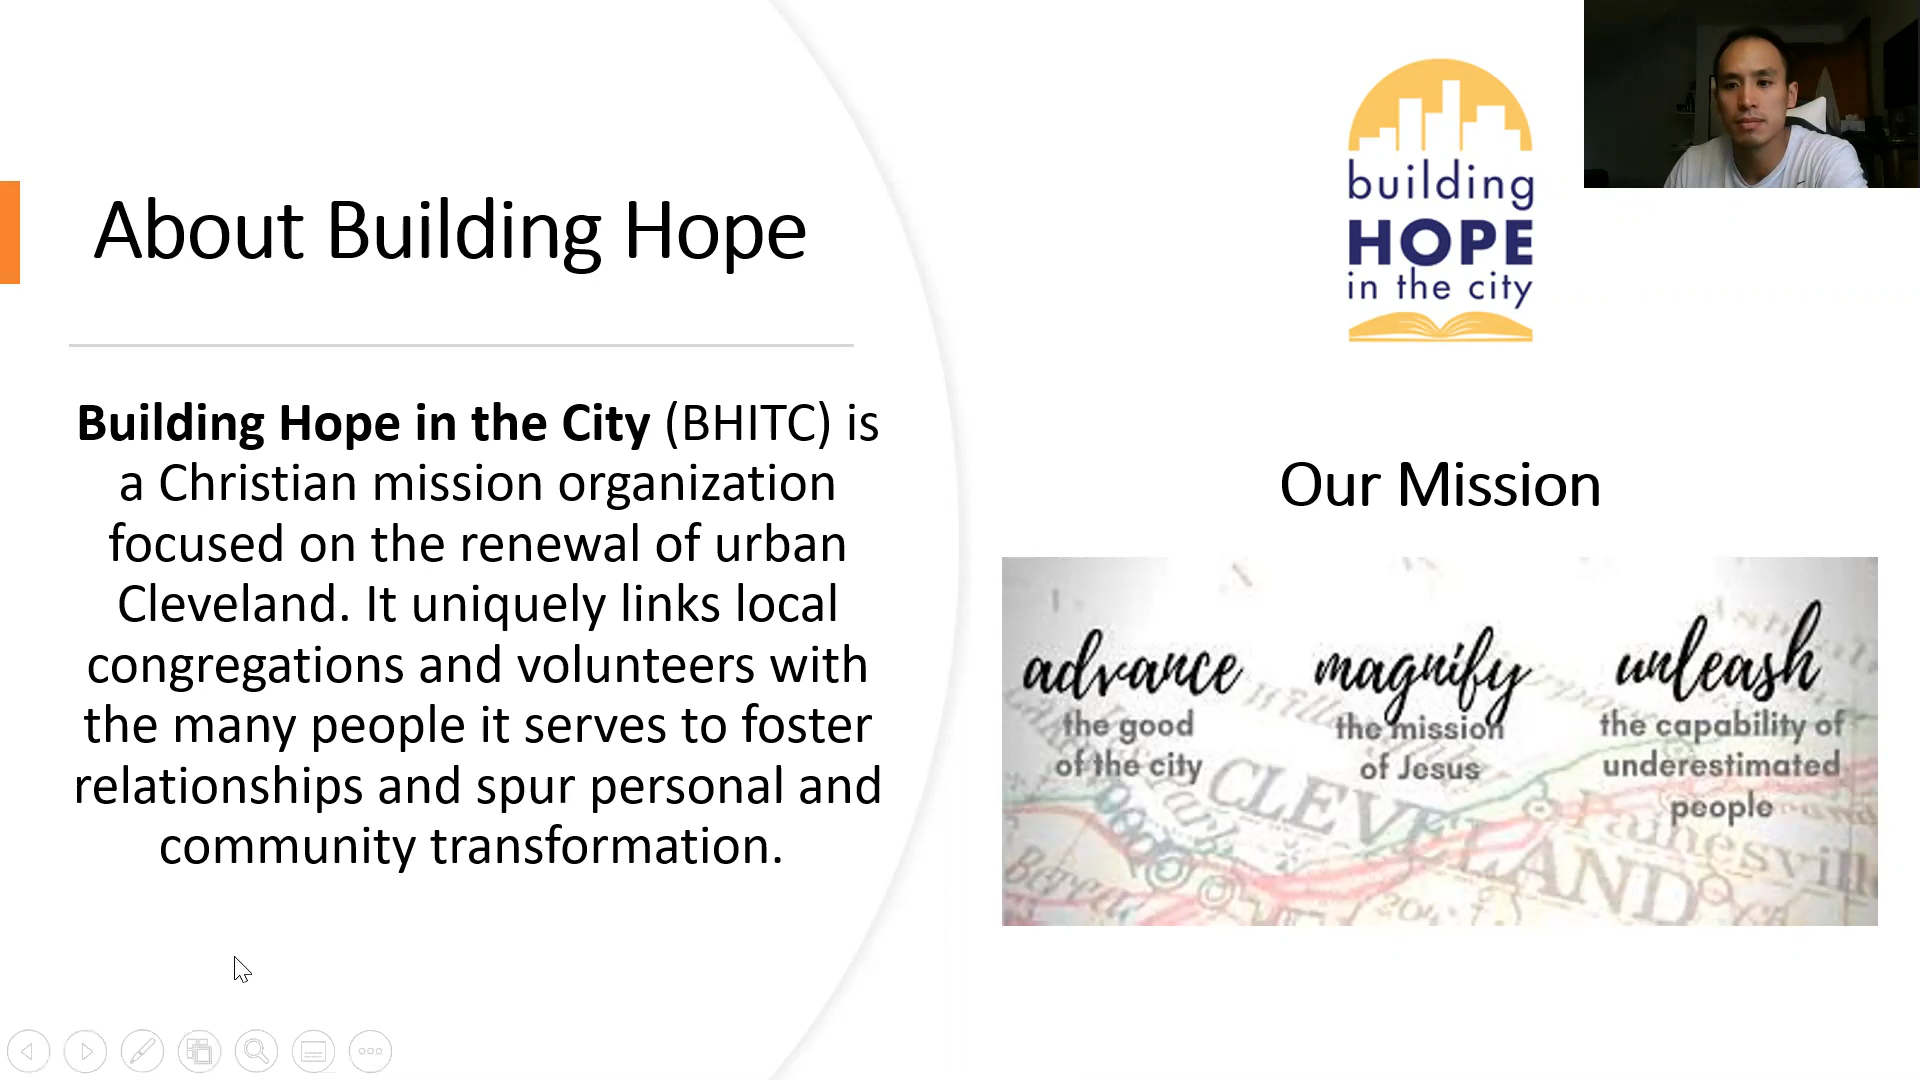 About Building Hope
Building Hope in the City (BHITC) is
a Christian mission organization
focused on the renewal of urban
Cleveland. It uniquely links local
congregations and volunteers with
the many people it serves to foster
relationships and spur personal and
community transformation.
building
HOPE
in the city
Our Mission
advance
the good
of the city
magnify
the mission
of Jesus
unleash
the capability of
underestimated
people
CLEVELAND